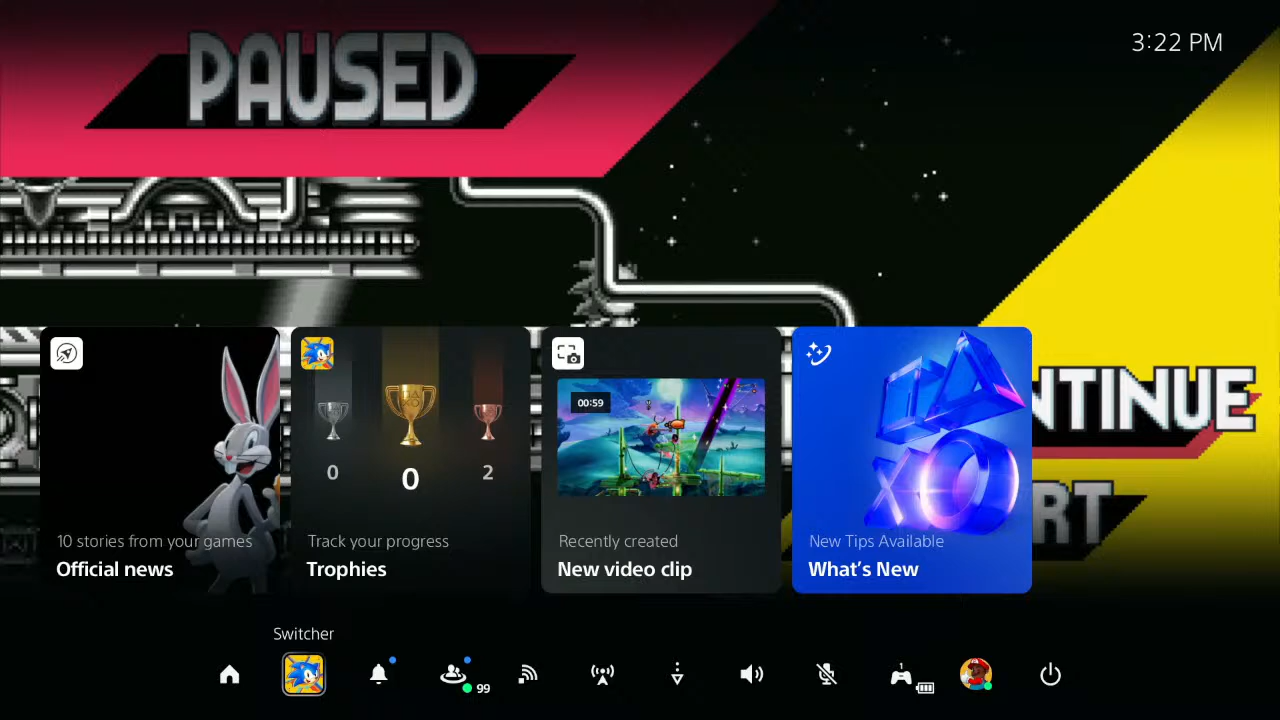 PAUSED
3:22 PM
NTINUE
RT
10 stories from your games
Official news
0
0
2
Track your progress
Trophies
00:59
Recently created
New video clip
New Tips Available
What's New
Switcher
99
1